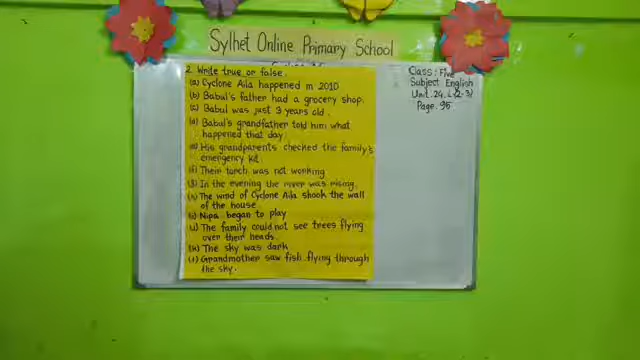 Sylhet Online Primary School
2. Write true or false.
(a) Cyclone Aila happened in 2010
(b) Babul's father had a grocery shop.
(c) Babul was just 3 years old.
(d) Babul's grandfather told him what
happened that day
(e) His grandparents checked the family's
emergency kit.
(f) Their torch was not working
(g) In the evening the river was rising.
(h) The wind of Cyclone Aila shook the wall
of the house.
(i) Nipa began to play
(j) The family could not see trees flying
over their heads.
(k) The sky was dark
(l) Grandmother saw fish flying through
the sky.
Class: Five
Subject English
Unit: 24,
Page. 95